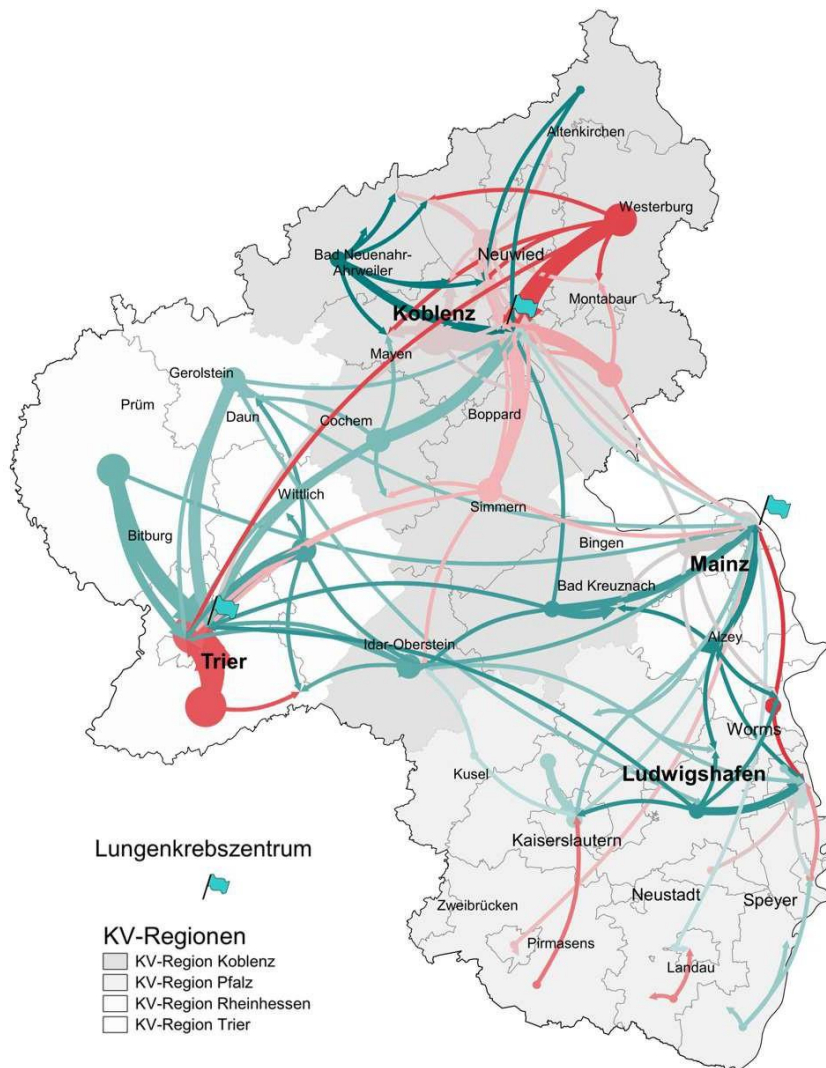 Altenkirchen
Westerburg
Neuwied
Bad Neuenahr-
Ahrweiler
Koblenz
Montabaur
Mayen
Gerolstein
Prüm
Daun
Cochem
Boppard
Wittlich
Simmern
Bitburg
Bingen
Mainz
Bad Kreuznach
Trier
Idar-Oberstein
Alzey
Worms
Kusel
Ludwigshafen
Kaiserslautern
Lungenkrebszentrum
Neustadt
Speyer
Zweibrücken
Pirmasens
Landau
KV-Regionen
KV-Region Koblenz
KV-Region Pfalz
KV-Region Rheinhessen
KV-Region Trier